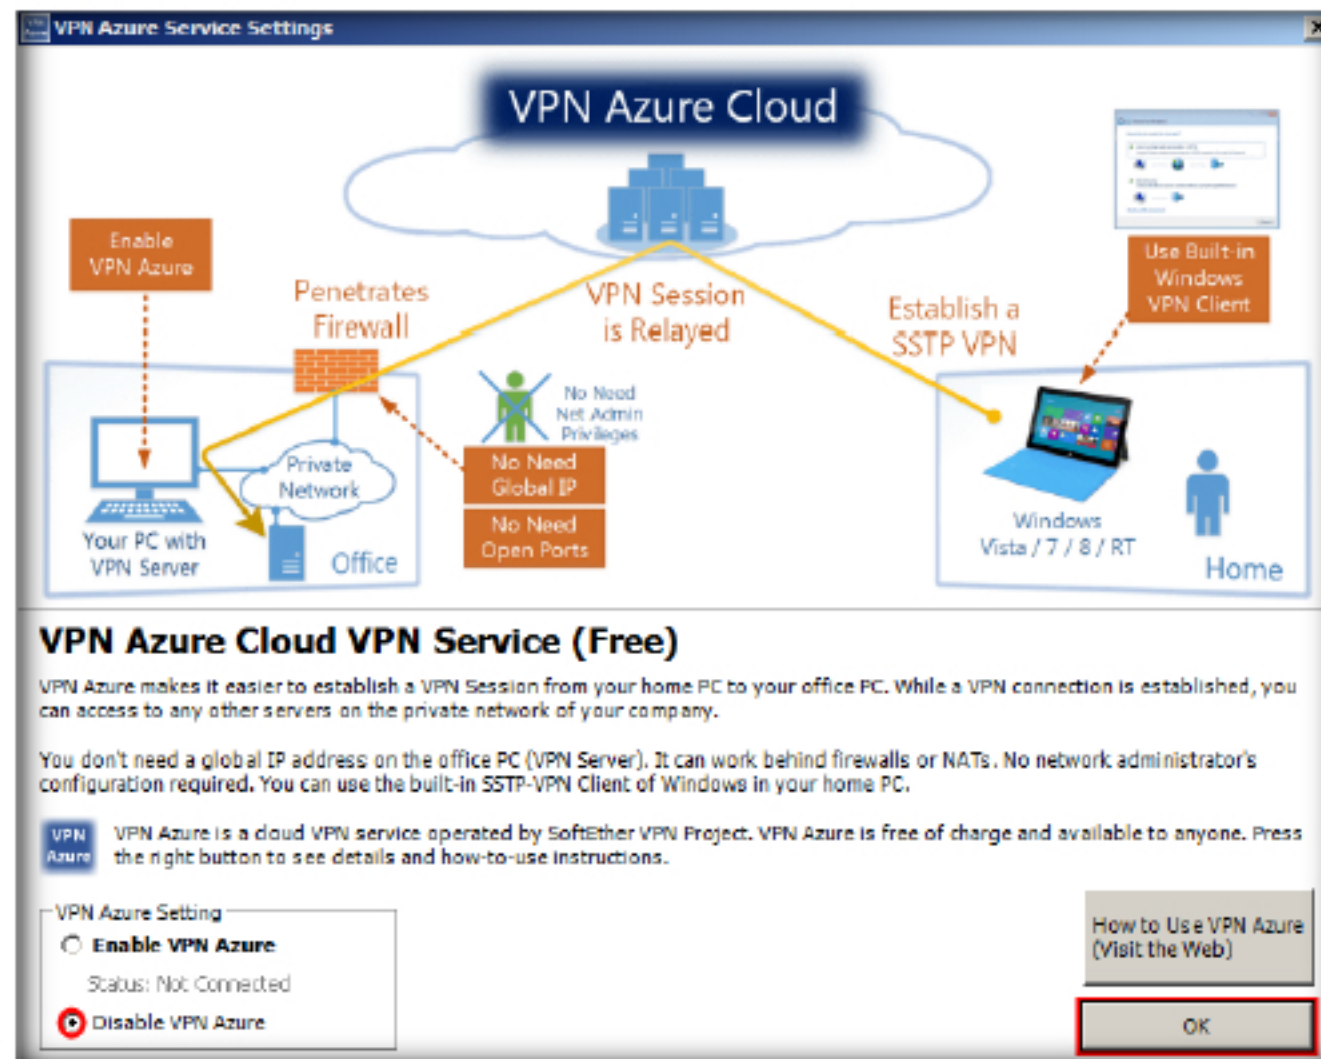 VPN Azure Service Settings
VPN Azure Cloud
Enable
VPN Azure
Penetrates
Firewall
VPN Session
is Relayed
Establish a
SSTP VPN
Use Built-in
Windows
VPN Client
No Need
Net Admin
Privileges
No Need
Global IP
No Need
Open Ports
Private
Network
Your PC with
VPN Server
Office
Windows
Vista / 7 / 8 / RT
Home
VPN Azure Cloud VPN Service (Free)
VPN Azure makes it easier to establish a VPN Session from your home PC to your office PC. While a VPN connection is established, you
can access to any other servers on the private network of your company.
You don't need a global IP address on the office PC (VPN Server). It can work behind firewalls or NATs. No network administrator's
configuration required. You can use the built-in SSTP-VPN Client of Windows in your home PC.
VPN
Azure
VPN Azure is a cloud VPN service operated by SoftEther VPN Project. VPN Azure is free of charge and available to anyone. Press
the right button to see details and how-to-use instructions.
VPN Azure Setting
Enable VPN Azure
Status: Not Connected
Disable VPN Azure
How to Use VPN Azure
(Visit the Web)
OK